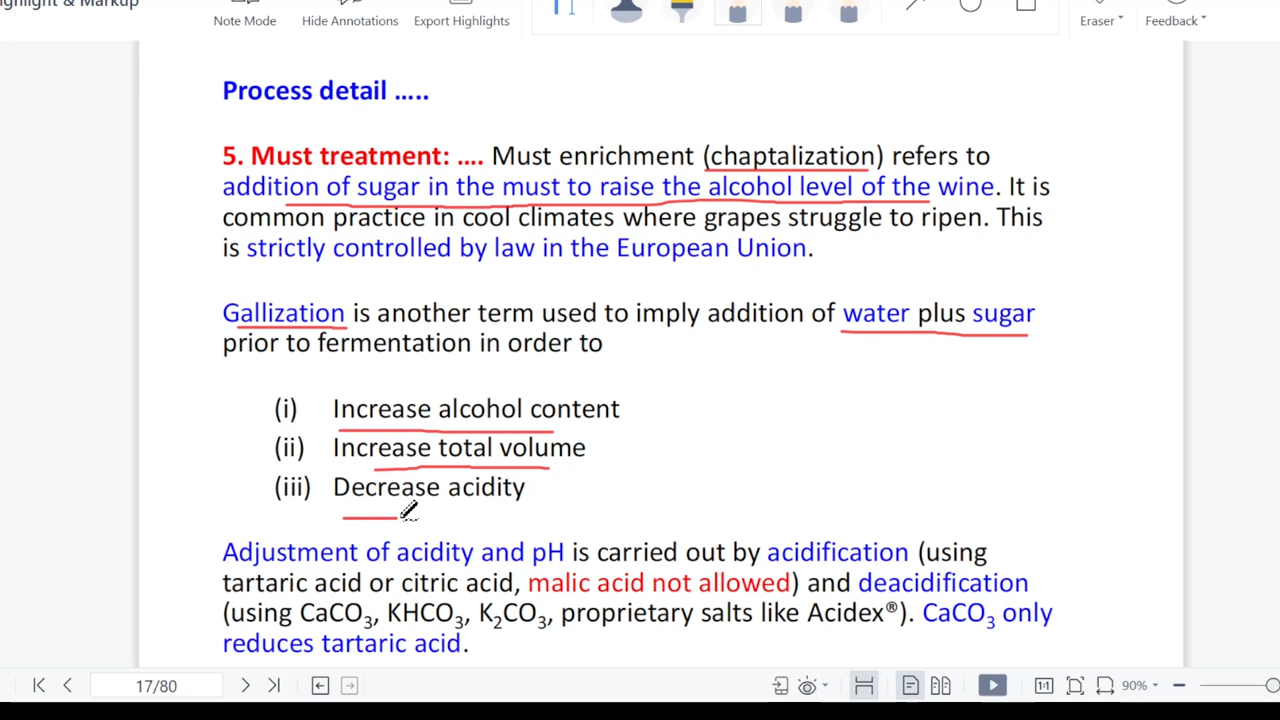 ighlight & Markup
Note Mode
Hide Annotations
Export Highlights
Eraser
Feedback
Process detail .....
5. Must treatment: .... Must enrichment (chaptalization) refers to
addition of sugar in the must to raise the alcohol level of the wine. It is
common practice in cool climates where grapes struggle to ripen. This
is strictly controlled by law in the European Union.
Gallization is another term used to imply addition of water plus sugar
prior to fermentation in order to
(i) Increase alcohol content
(ii) Increase total volume
(iii) Decrease acidity
Adjustment of acidity and pH is carried out by acidification (using
tartaric acid or citric acid, malic acid not allowed) and deacidification
(using CaCO₃, KHCO₃, K₂CO₃, proprietary salts like Acidex®). CaCO₃ only
reduces tartaric acid.
17/80
1:1
90%